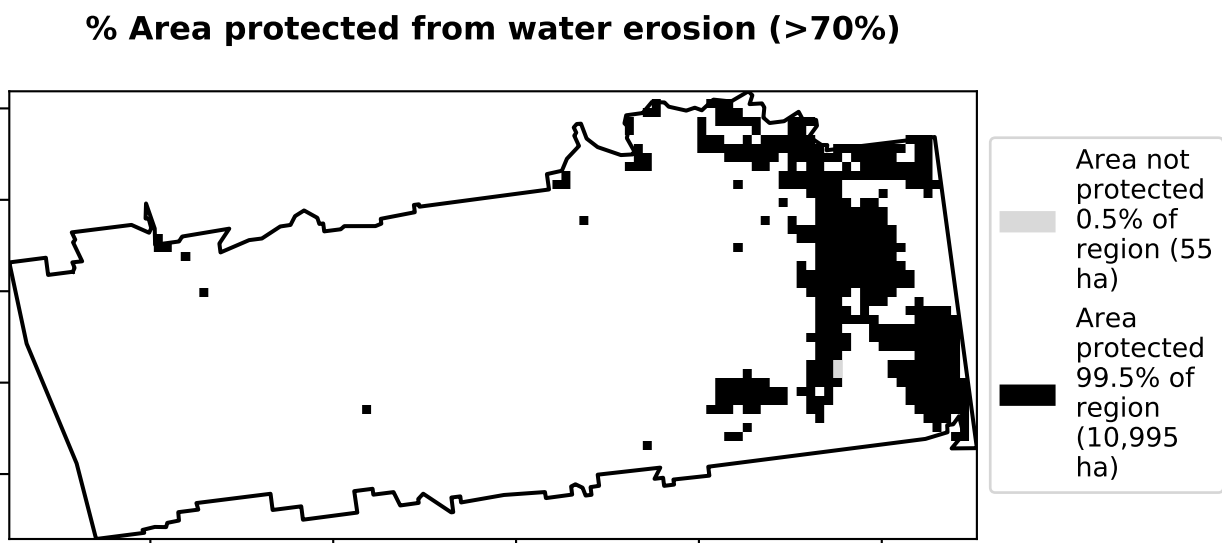 % Area protected from water erosion (>70%)
Area not
protected
0.5% of
region (55
ha)
Area
protected
99.5% of
region
(10,995
ha)